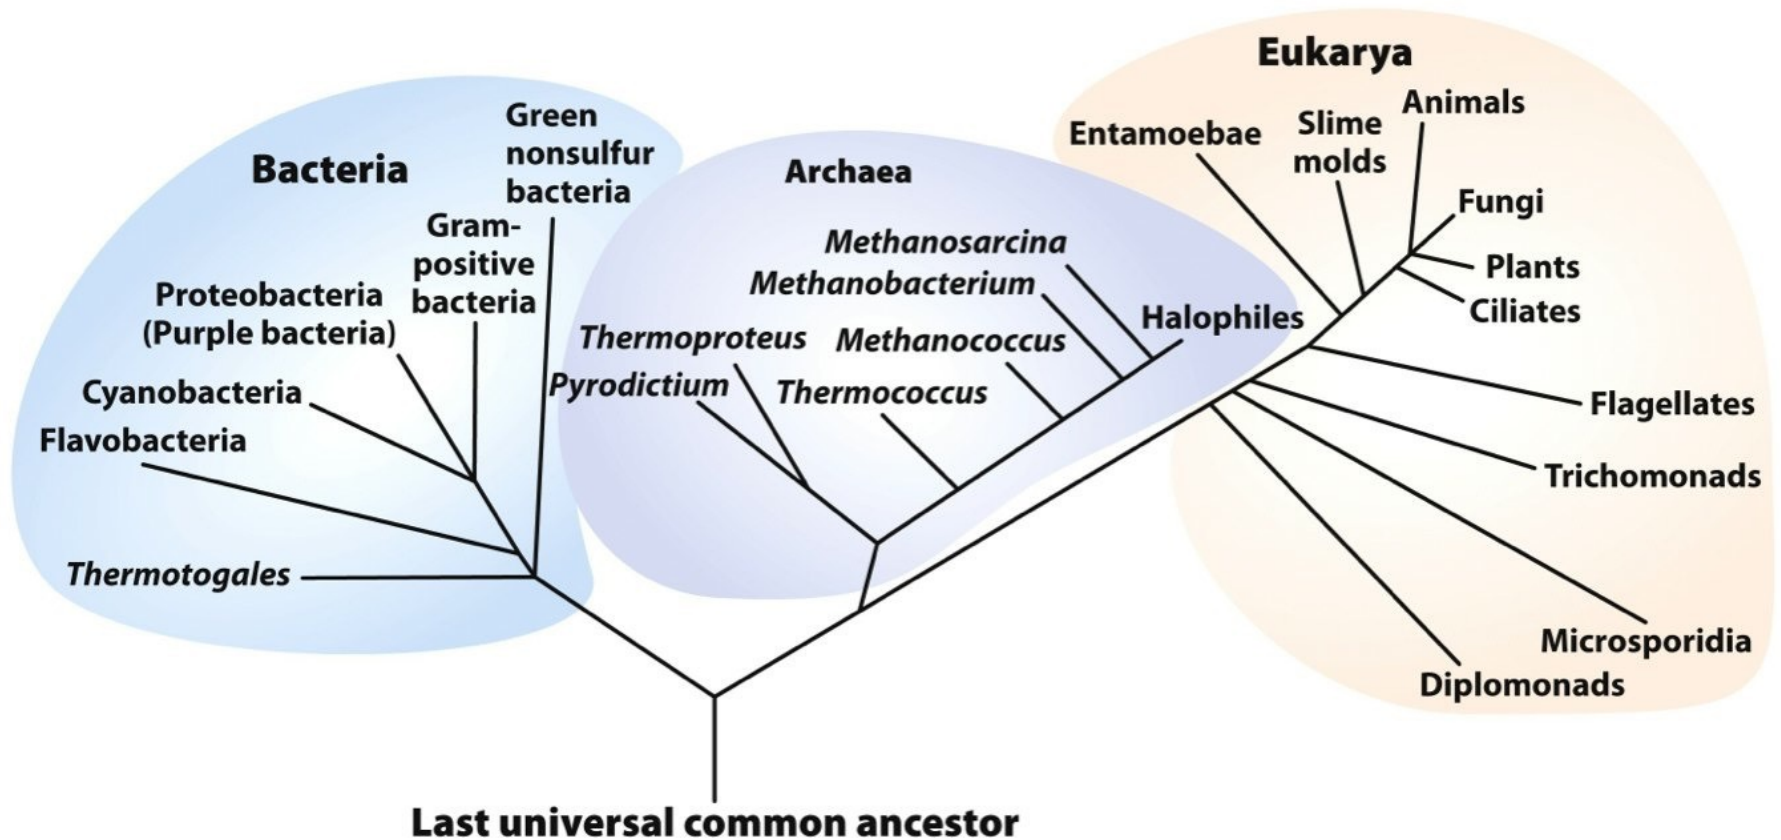 Bacteria
Green
nonsulfur
bacteria
Gram-
positive
bacteria
Proteobacteria
(Purple bacteria)
Cyanobacteria
Flavobacteria
Thermotogales
Archaea
Methanosarcina
Methanobacterium
Halophiles
Thermoproteus
Methanococcus
Pyrodictium
Thermococcus
Eukarya
Animals
Slime
molds
Entamoebae
Fungi
Plants
Ciliates
Flagellates
Trichomonads
Microsporidia
Diplomonads
Last universal common ancestor